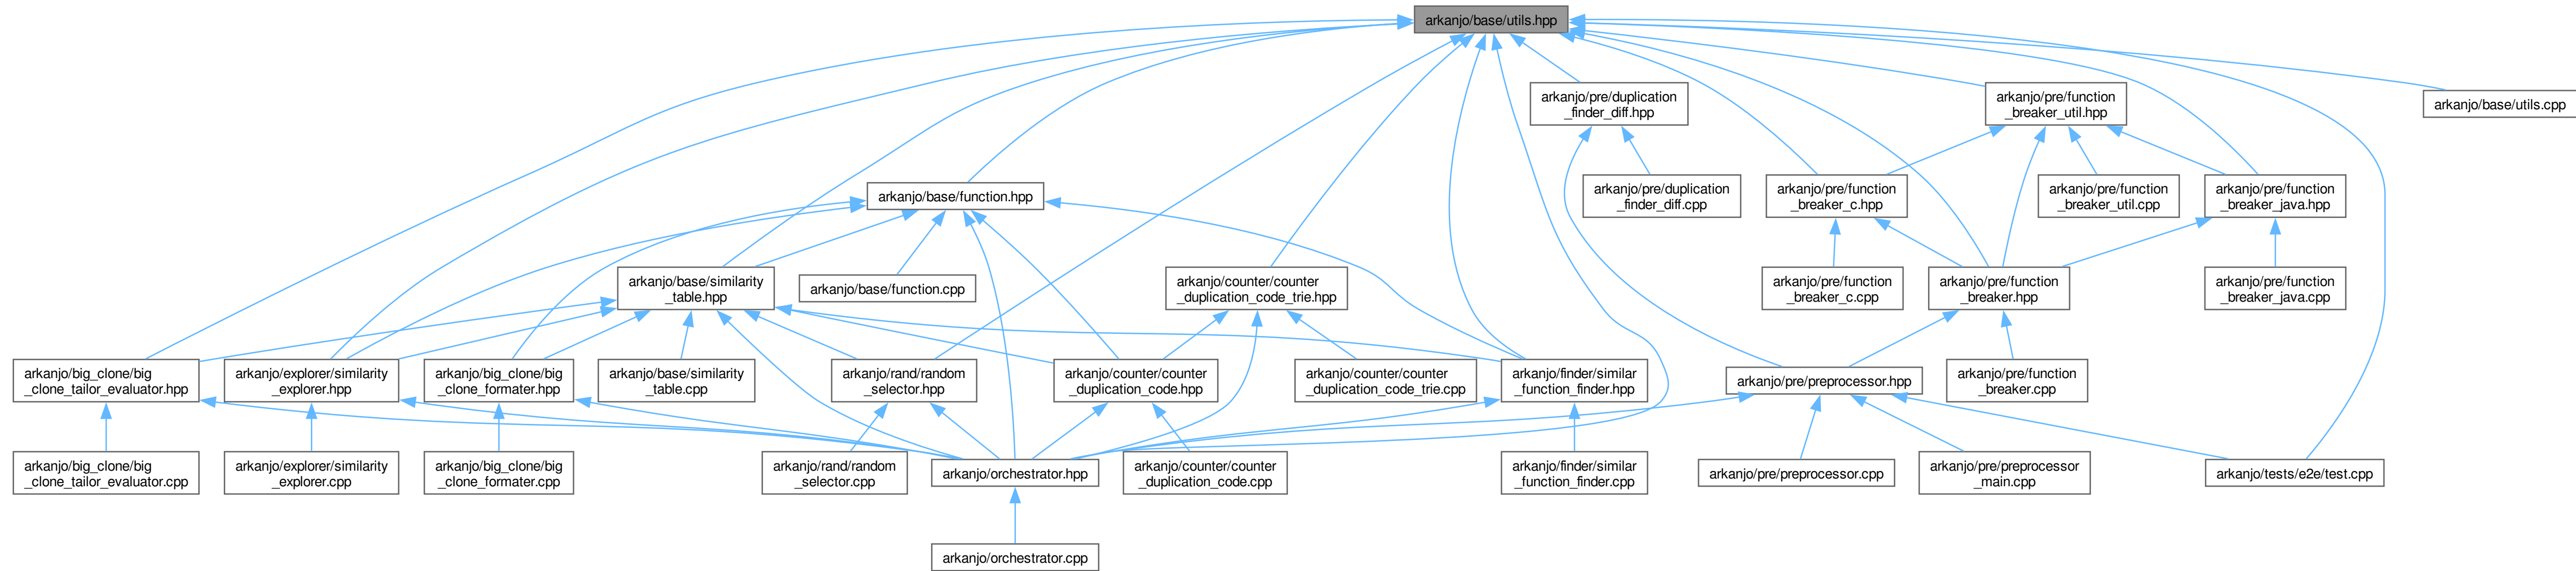 arkanjo/base/utils.hpp
arkanjo/pre/duplication
_finder_diff.hpp
arkanjo/pre/function
_breaker_util.hpp
arkanjo/base/utils.cpp
arkanjo/base/function.hpp
arkanjo/pre/duplication
_finder_diff.cpp
arkanjo/pre/function
_breaker_c.hpp
arkanjo/pre/function
_breaker_util.cpp
arkanjo/pre/function
_breaker_java.hpp
arkanjo/base/similarity
_table.hpp
arkanjo/base/function.cpp
arkanjo/counter/counter
_duplication_code_trie.hpp
arkanjo/pre/function
_breaker_c.cpp
arkanjo/pre/function
_breaker.hpp
arkanjo/pre/function
_breaker_java.cpp
arkanjo/big_clone/big
_clone_tailor_evaluator.hpp
arkanjo/explorer/similarity
_explorer.hpp
arkanjo/big_clone/big
_clone_formater.hpp
arkanjo/base/similarity
_table.cpp
arkanjo/rand/random
_selector.hpp
arkanjo/counter/counter
_duplication_code.hpp
arkanjo/counter/counter
_duplication_code_trie.cpp
arkanjo/finder/similar
_function_finder.hpp
arkanjo/pre/preprocessor.hpp
arkanjo/pre/function
_breaker.cpp
arkanjo/big_clone/big
_clone_tailor_evaluator.cpp
arkanjo/explorer/similarity
_explorer.cpp
arkanjo/big_clone/big
_clone_formater.cpp
arkanjo/rand/random
_selector.cpp
arkanjo/orchestrator.hpp
arkanjo/counter/counter
_duplication_code.cpp
arkanjo/finder/similar
_function_finder.cpp
arkanjo/pre/preprocessor.cpp
arkanjo/pre/preprocessor
_main.cpp
arkanjo/tests/e2e/test.cpp
arkanjo/orchestrator.cpp